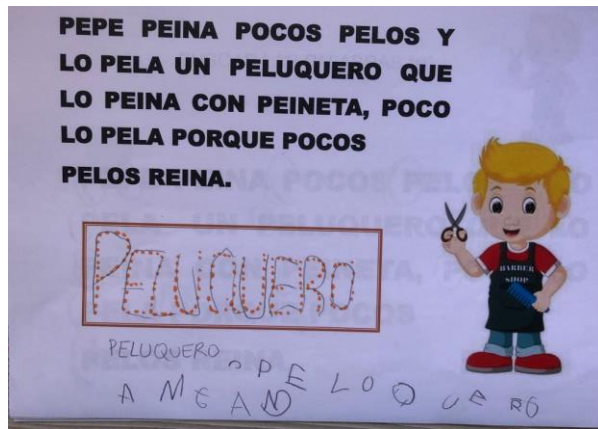 PEPE PEINA POCOS PELOS Y
LO PELA UN PELUQUERO QUE
LO PEINA CON PEINETA, POCO
LO PELA PORQUE POCOS
PELOS REINA.
BARBER
SHOP
PELUQUERO
PELUQUERO
PELOQUERO